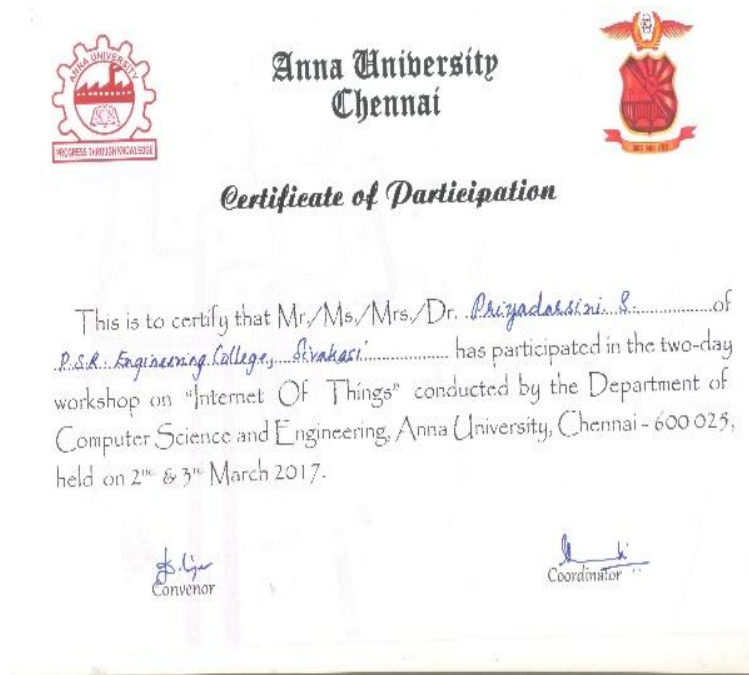 ANNA UNIVERSITY
PROGRESS THROUGH KNOWLEDGE
Anna University
Chennai
Certificate of Participation
This is to certify that Mr./Ms./Mrs./Dr. Priyadarsini. S. of
P.S.R. Engineering College, Sivakasi has participated in the two-day
workshop on "Internet Of Things" conducted by the Department of
Computer Science and Engineering, Anna University, Chennai - 600 025,
held on 2nd & 3rd March 2017.
Convenor
Coordinator